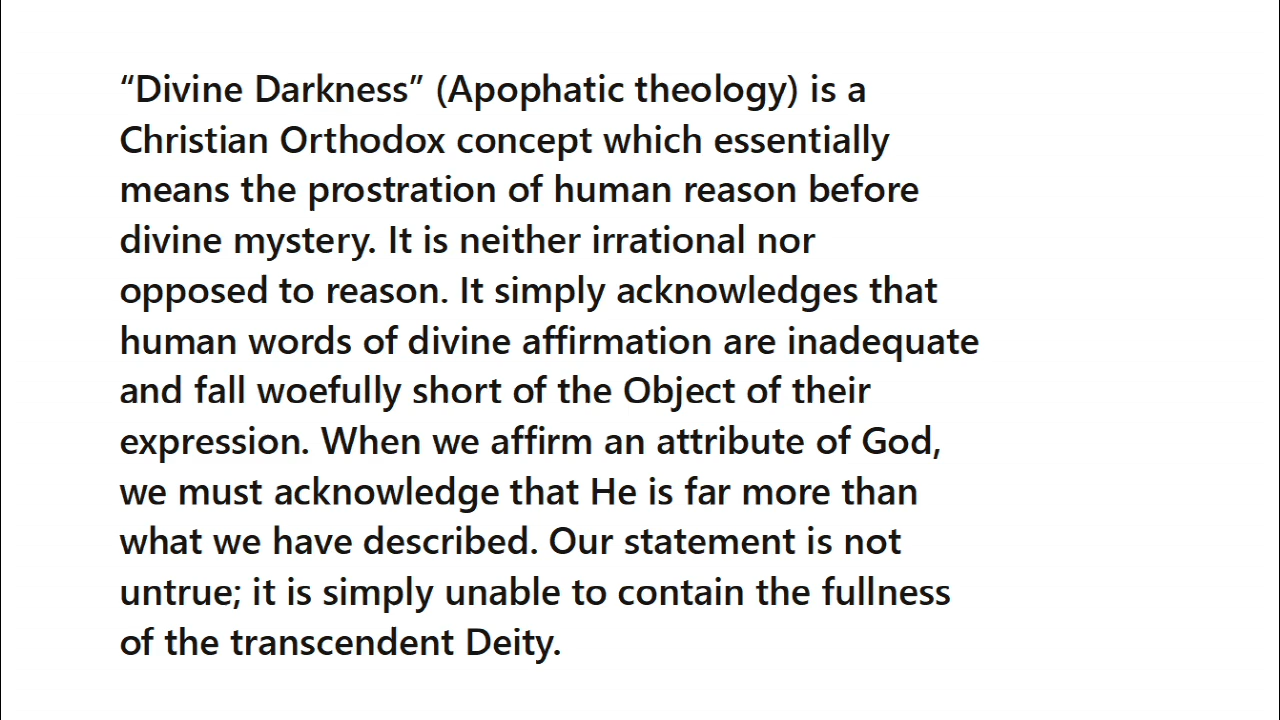 “Divine Darkness” (Apophatic theology) is a
Christian Orthodox concept which essentially
means the prostration of human reason before
divine mystery. It is neither irrational nor
opposed to reason. It simply acknowledges that
human words of divine affirmation are inadequate
and fall woefully short of the Object of their
expression. When we affirm an attribute of God,
we must acknowledge that He is far more than
what we have described. Our statement is not
untrue; it is simply unable to contain the fullness
of the transcendent Deity.